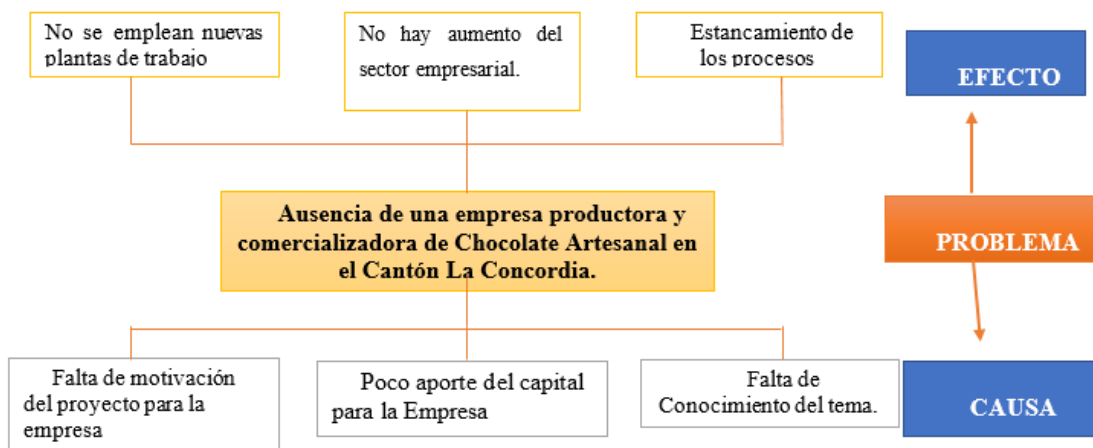 No se emplean nuevas
plantas de trabajo
No hay aumento del
sector empresarial.
Estancamiento de
los procesos
EFECTO
Ausencia de una empresa productora y
comercializadora de Chocolate Artesanal en
el Cantón La Concordia.
PROBLEMA
Falta de motivación
del proyecto para la
empresa
Poco aporte del capital
para la Empresa
Falta de
Conocimiento del tema.
CAUSA